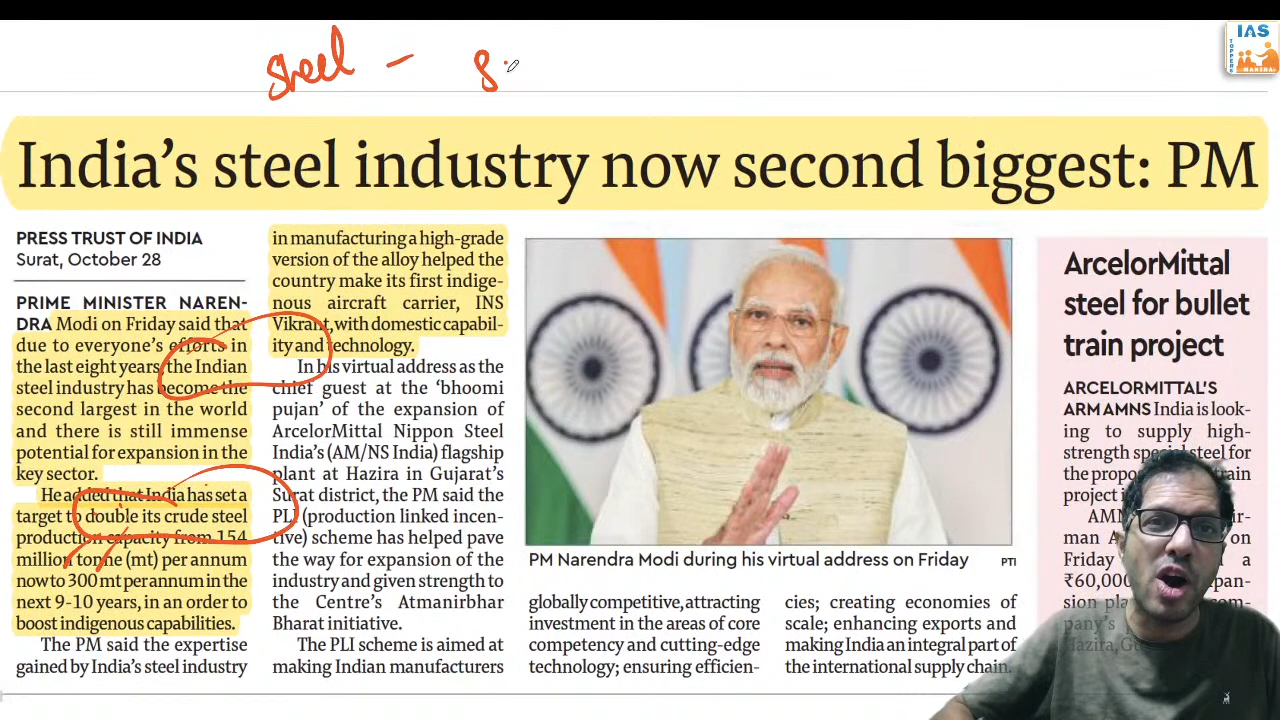 Steel -
IAS
TOPPERS
MANTRA
India's steel industry now second biggest: PM
PRESS TRUST OF INDIA
Surat, October 28
PRIME MINISTER NAREN-
DRA Modi on Friday said that
due to everyone's efforts in
the last eight years, the Indian
steel industry has become the
second largest in the world
and there is still immense
potential for expansion in the
key sector.
He added that India has set a
target to double its crude steel
production capacity from 154
million tonne (mt) per annum
now to 300 mt per annum in the
next 9-10 years, in an order to
boost indigenous capabilities.
The PM said the expertise
gained by India's steel industry
in manufacturing a high-grade
version of the alloy helped the
country make its first indige-
nous aircraft carrier, INS
Vikrant, with domestic capabil-
ity and technology.
In his virtual address as the
chief guest at the 'bhoomi
pujan' of the expansion of
ArcelorMittal Nippon Steel
India's (AM/NS India) flagship
plant at Hazira in Gujarat's
Surat district, the PM said the
PLI (production linked incen-
tive) scheme has helped pave
the way for expansion of the
industry and given strength to
the Centre's Atmanirbhar
Bharat initiative.
The PLI scheme is aimed at
making Indian manufacturers
PM Narendra Modi during his virtual address on Friday
PTI
globally competitive, attracting
investment in the areas of core
competency and cutting-edge
technology; ensuring efficien-
cies; creating economies of
scale; enhancing exports and
making India an integral part of
the international supply chain.
ArcelorMittal
steel for bullet
train project
ARCELORMITTAL'S
ARM AMNS India is look-
ing to supply high-
strength special steel for
the train
project
on
Friday a
₹60,000
sion